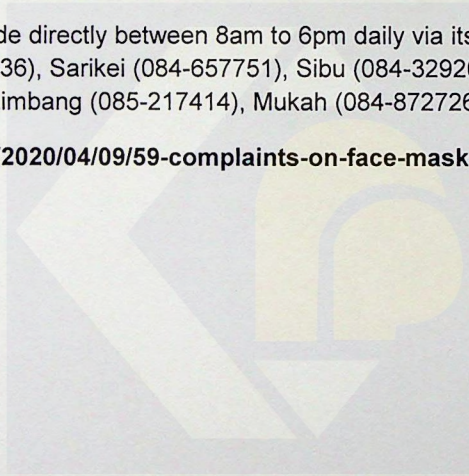 de directly between 8am to 6pm daily via its
36), Sarikei (084-657751), Sibu (084-3292
imbang (085-217414), Mukah (084-872726
/2020/04/09/59-complaints-on-face-mask